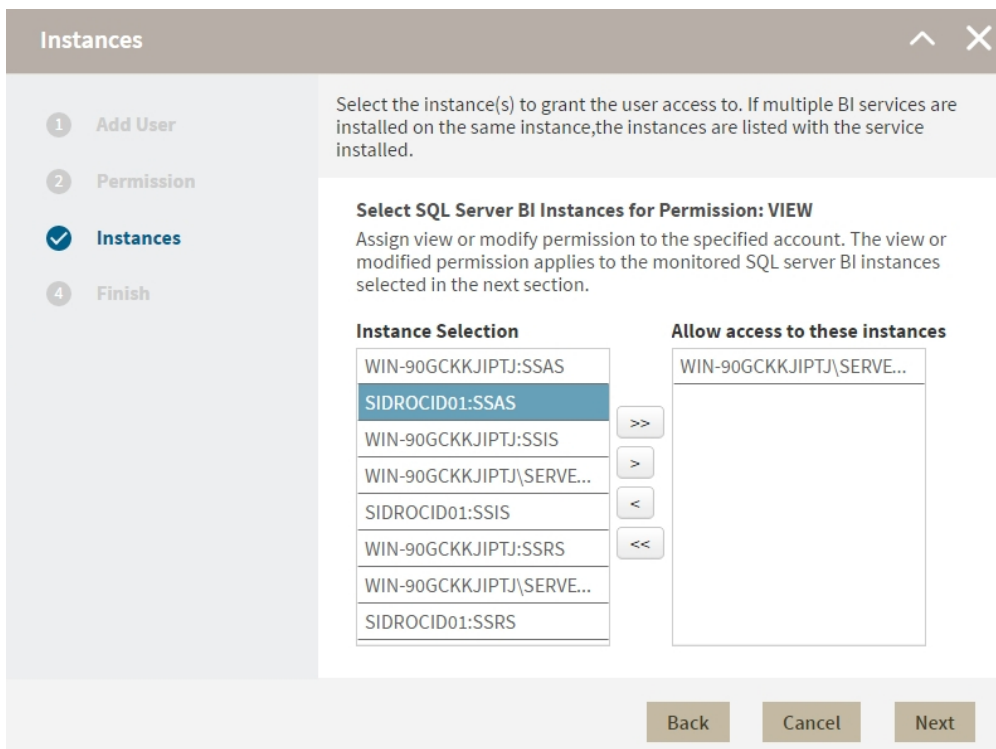 Instances
1 Add User
2 Permission
Instances
4 Finish
Select the instance(s) to grant the user access to. If multiple BI services are
installed on the same instance,the instances are listed with the service
installed.
Select SQL Server BI Instances for Permission: VIEW
Assign view or modify permission to the specified account. The view or
modified permission applies to the monitored SQL server BI instances
selected in the next section.
Instance Selection
WIN-90GCKKJIPTJ:SSAS
SIDROCID01:SSAS
WIN-90GCKKJIPTJ:SSIS
WIN-90GCKKJIPTJ\SERVE...
SIDROCID01:SSIS
WIN-90GCKKJIPTJ:SSRS
WIN-90GCKKJIPTJ\SERVE...
SIDROCID01:SSRS
>>
>
<
<<
Allow access to these instances
WIN-90GCKKJIPTJ\SERVE...
Back
Cancel
Next